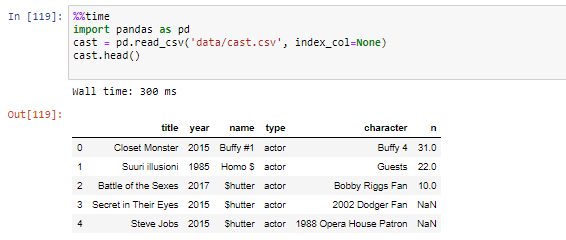 In [119]: %%time
import pandas as pd
cast = pd.read_csv('data/cast.csv', index_col=None)
cast.head()
Wall time: 300 ms
Out[119]:
title year name type character n
0 Closet Monster 2015 Buffy #1 actor Buffy 4 31.0
1 Suuri illusioni 1985 Homo $ actor Guests 22.0
2 Battle of the Sexes 2017 $hutter actor Bobby Riggs Fan 10.0
3 Secret in Their Eyes 2015 $hutter actor 2002 Dodger Fan NaN
4 Steve Jobs 2015 $hutter actor 1988 Opera House Patron NaN